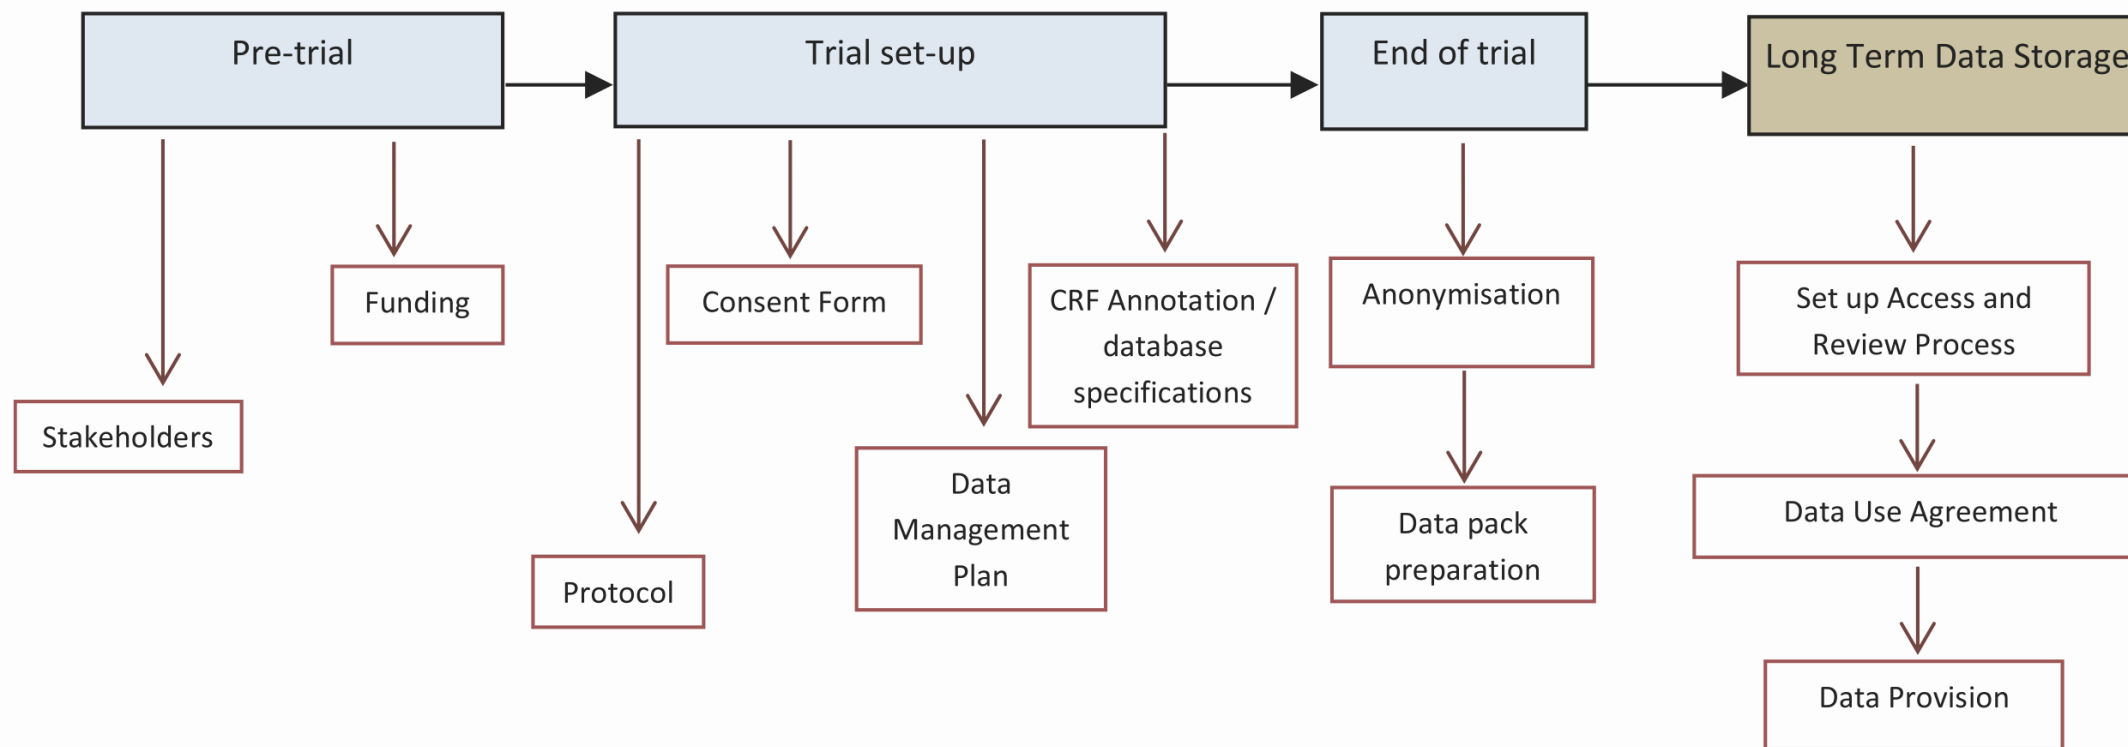 Pre-trial
Trial set-up
End of trial
Long Term Data Storage
Stakeholders
Funding
Protocol
Consent Form
Data
Management
Plan
CRF Annotation /
database
specifications
Anonymisation
Data pack
preparation
Set up Access and
Review Process
Data Use Agreement
Data Provision